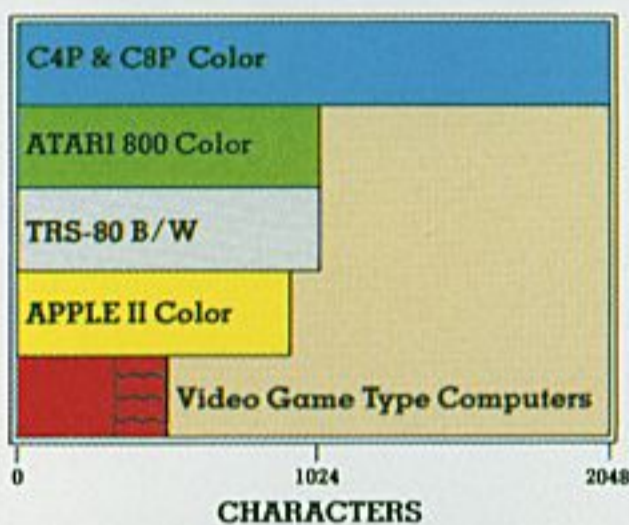 C4P & C8P Color
ATARI 800 Color
TRS-80 B/W
APPLE II Color
Video Game Type Computers
0 1024 2048
CHARACTERS